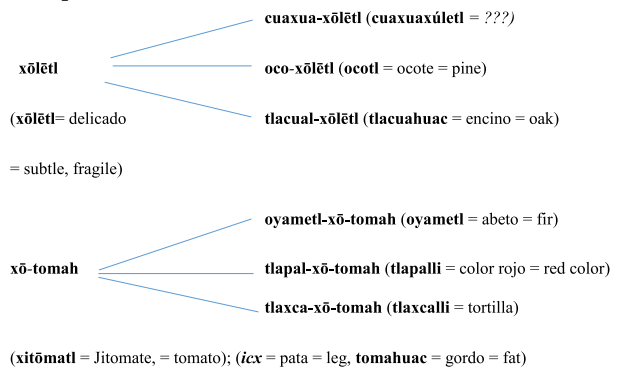 cuaxua-xōlētl (cuaxuaxúletl = ???)
xōlētl
oco-xōlētl (ocotl = ocote = pine)
(xōlētl= delicado
tlacual-xōlētl (tlacuahuac = encino = oak)
= subtle, fragile)
oyametl-xō-tomah (oyametl = abeto = fir)
xō-tomah
tlapal-xō-tomah (tlapalli = color rojo = red color)
tlaxca-xō-tomah (tlaxcalli = tortilla)
(xitōmatl = Jitomate, = tomato); (icx = pata = leg, tomahuac = gordo = fat)